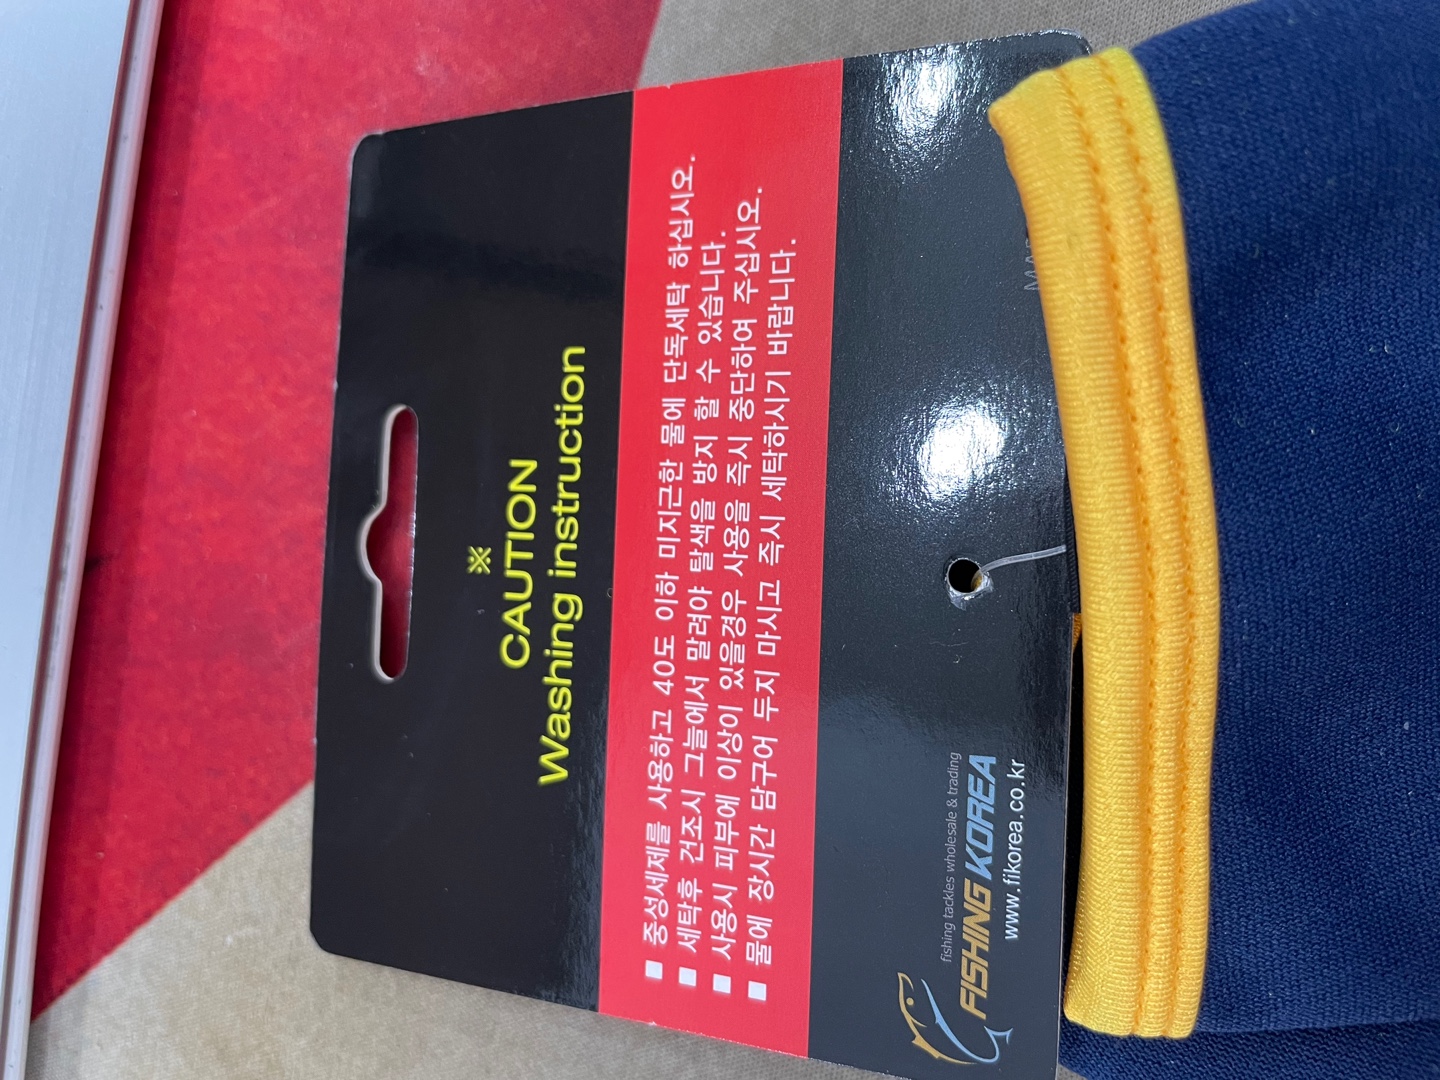 ※
CAUTION
Washing instruction
■ 중성세제를 사용하고 40도 이하 미지근한 물에 단독세탁 하십시오.
■ 세탁후 건조시 그늘에서 말려야 탈색을 방지 할 수 있습니다.
■ 사용시 피부에 이상이 있을경우 사용을 즉시 중단하여 주십시오.
■ 물에 장시간 담구어 두지 마시고 즉시 세탁하시기 바랍니다.
fishing tackles wholesale & trading
FISHING KOREA
www.fikorea.co.kr